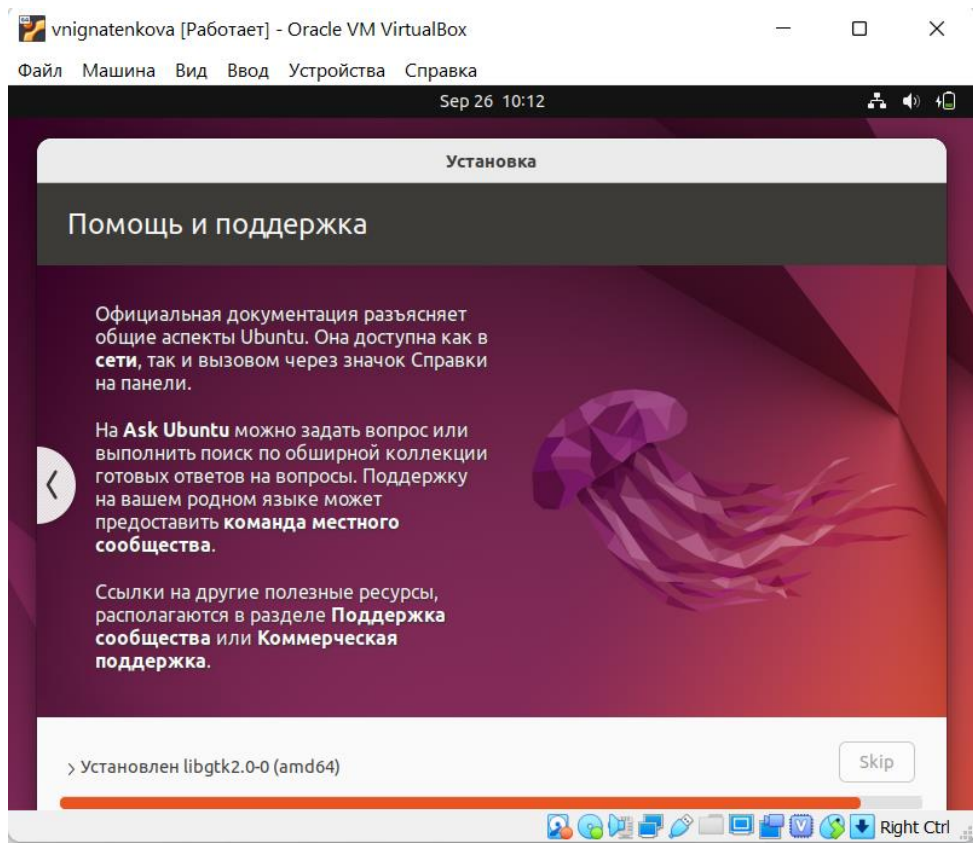 vnignatenkova [Работает] - Oracle VM VirtualBox
Файл Машина Вид Ввод Устройства Справка
Sep 26 10:12
Установка
Помощь и поддержка
Официальная документация разъясняет
общие аспекты Ubuntu. Она доступна как в
сети, так и вызовом через значок Справки
на панели.
На Ask Ubuntu можно задать вопрос или
выполнить поиск по обширной коллекции
готовых ответов на вопросы. Поддержку
на вашем родном языке может
предоставить команда местного
сообщества.
Ссылки на другие полезные ресурсы,
располагаются в разделе Поддержка
сообщества или Коммерческая
поддержка.
Установлен libgtk2.0-0 (amd64)
Skip
Right Ctrl